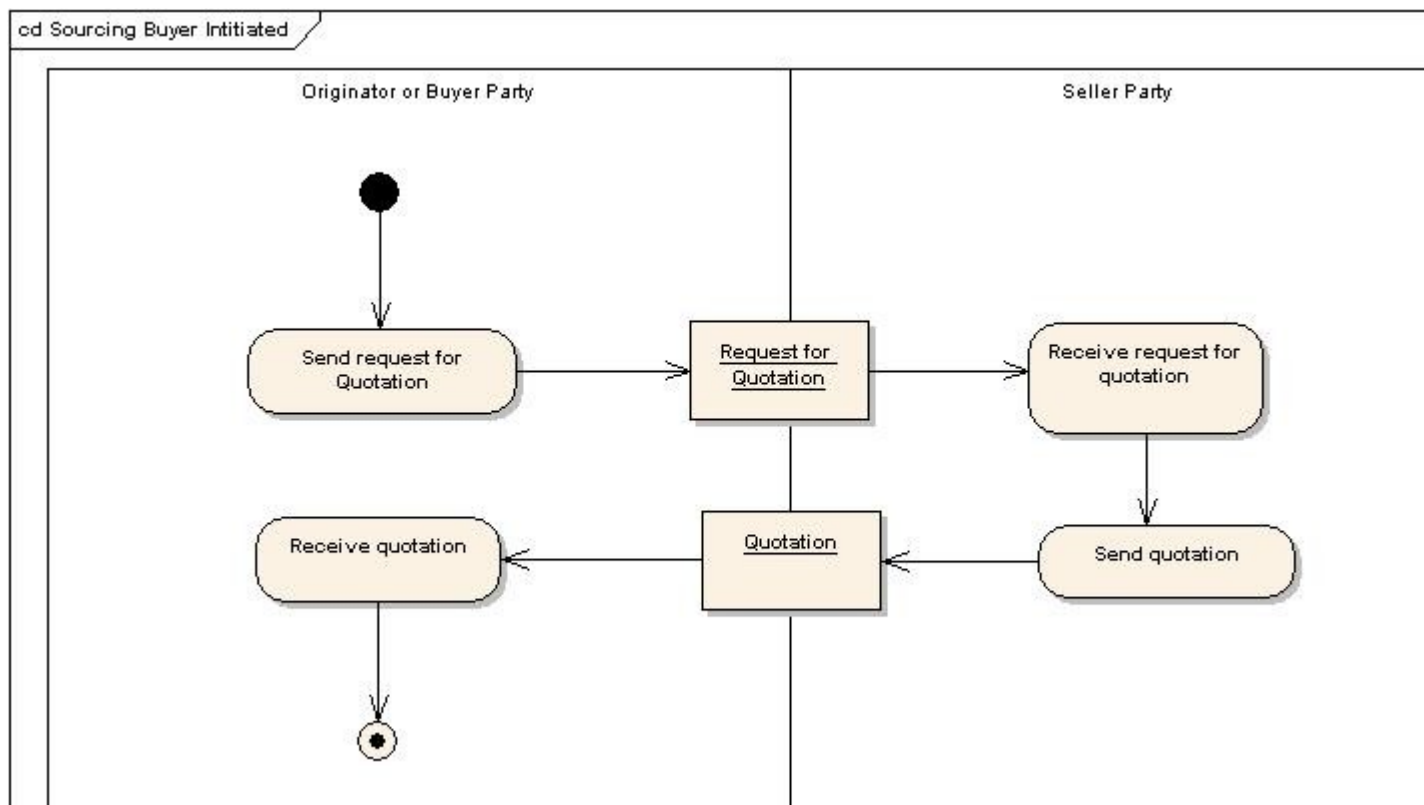 cd Sourcing Buyer Intitiated
Originator or Buyer Party
Seller Party
Send request for
Quotation
Request for
Quotation
Receive request for
quotation
Receive quotation
Quotation
Send quotation